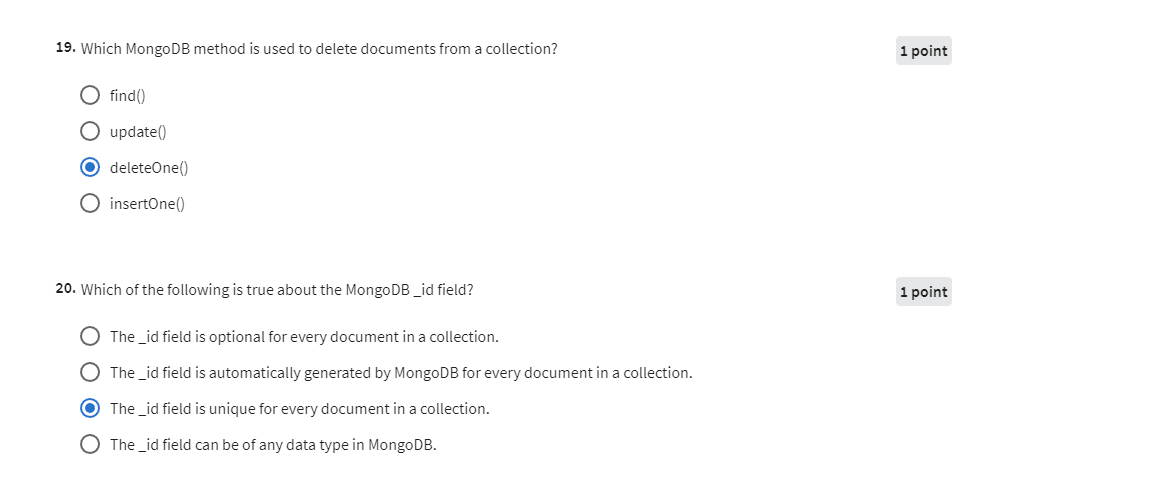 19. Which MongoDB method is used to delete documents from a collection?
1 point
find()
update()
deleteOne()
insertOne()
20. Which of the following is true about the MongoDB _id field?
1 point
The _id field is optional for every document in a collection.
The _id field is automatically generated by MongoDB for every document in a collection.
The _id field is unique for every document in a collection.
The _id field can be of any data type in MongoDB.